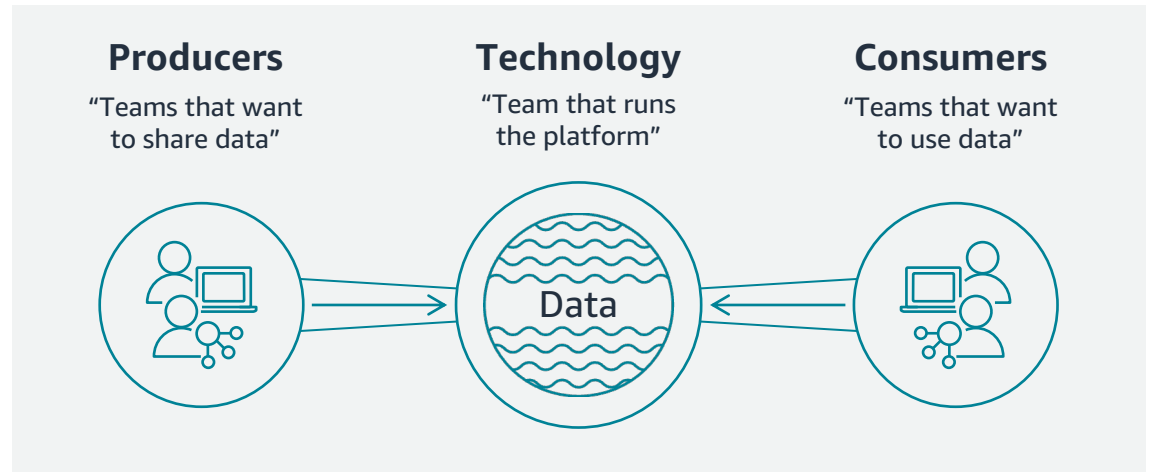 Producers
“Teams that want
to share data”
Technology
“Team that runs
the platform”
Consumers
“Teams that want
to use data”
Data